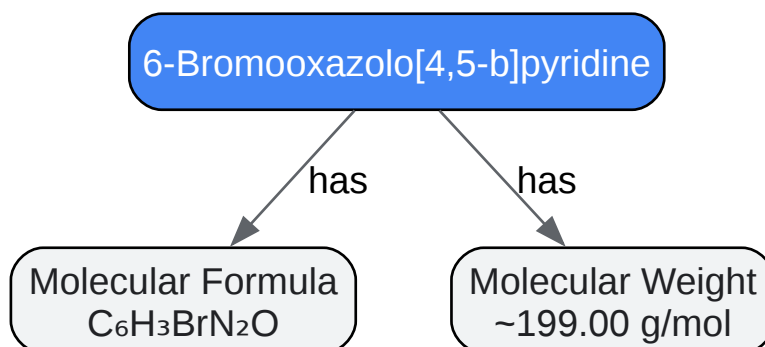 6-Bromooxazolo[4,5-b]pyridine
has
has
Molecular Formula
C₆H₃BrN₂O
Molecular Weight
~199.00 g/mol